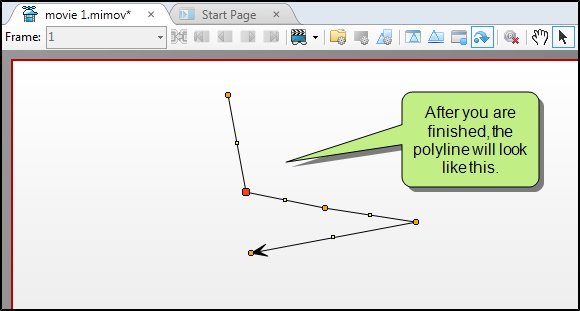 movie 1.mimov*
Start Page
Frame: 1
After you are
finished, the
polyline will look
like this.